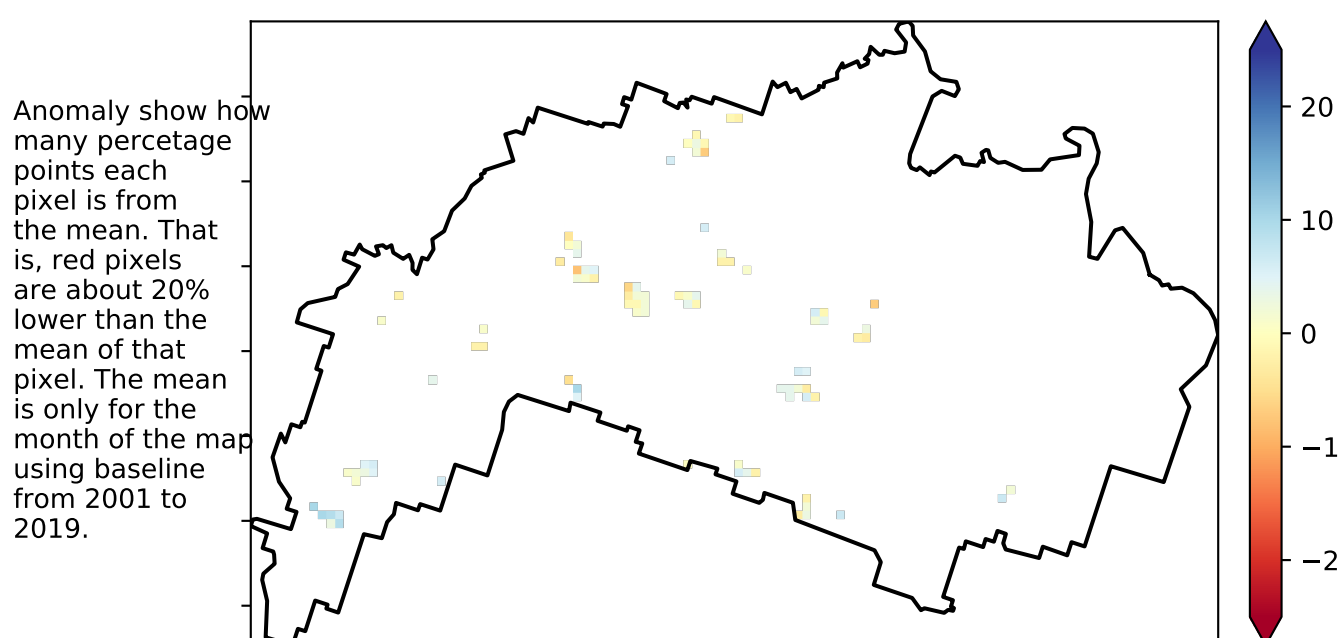 Anomaly show how
many percetage
points each
pixel is from
the mean. That
is, red pixels
are about 20%
lower than the
mean of that
pixel. The mean
is only for the
month of the map
using baseline
from 2001 to
2019.
20
10
0
−1
−2